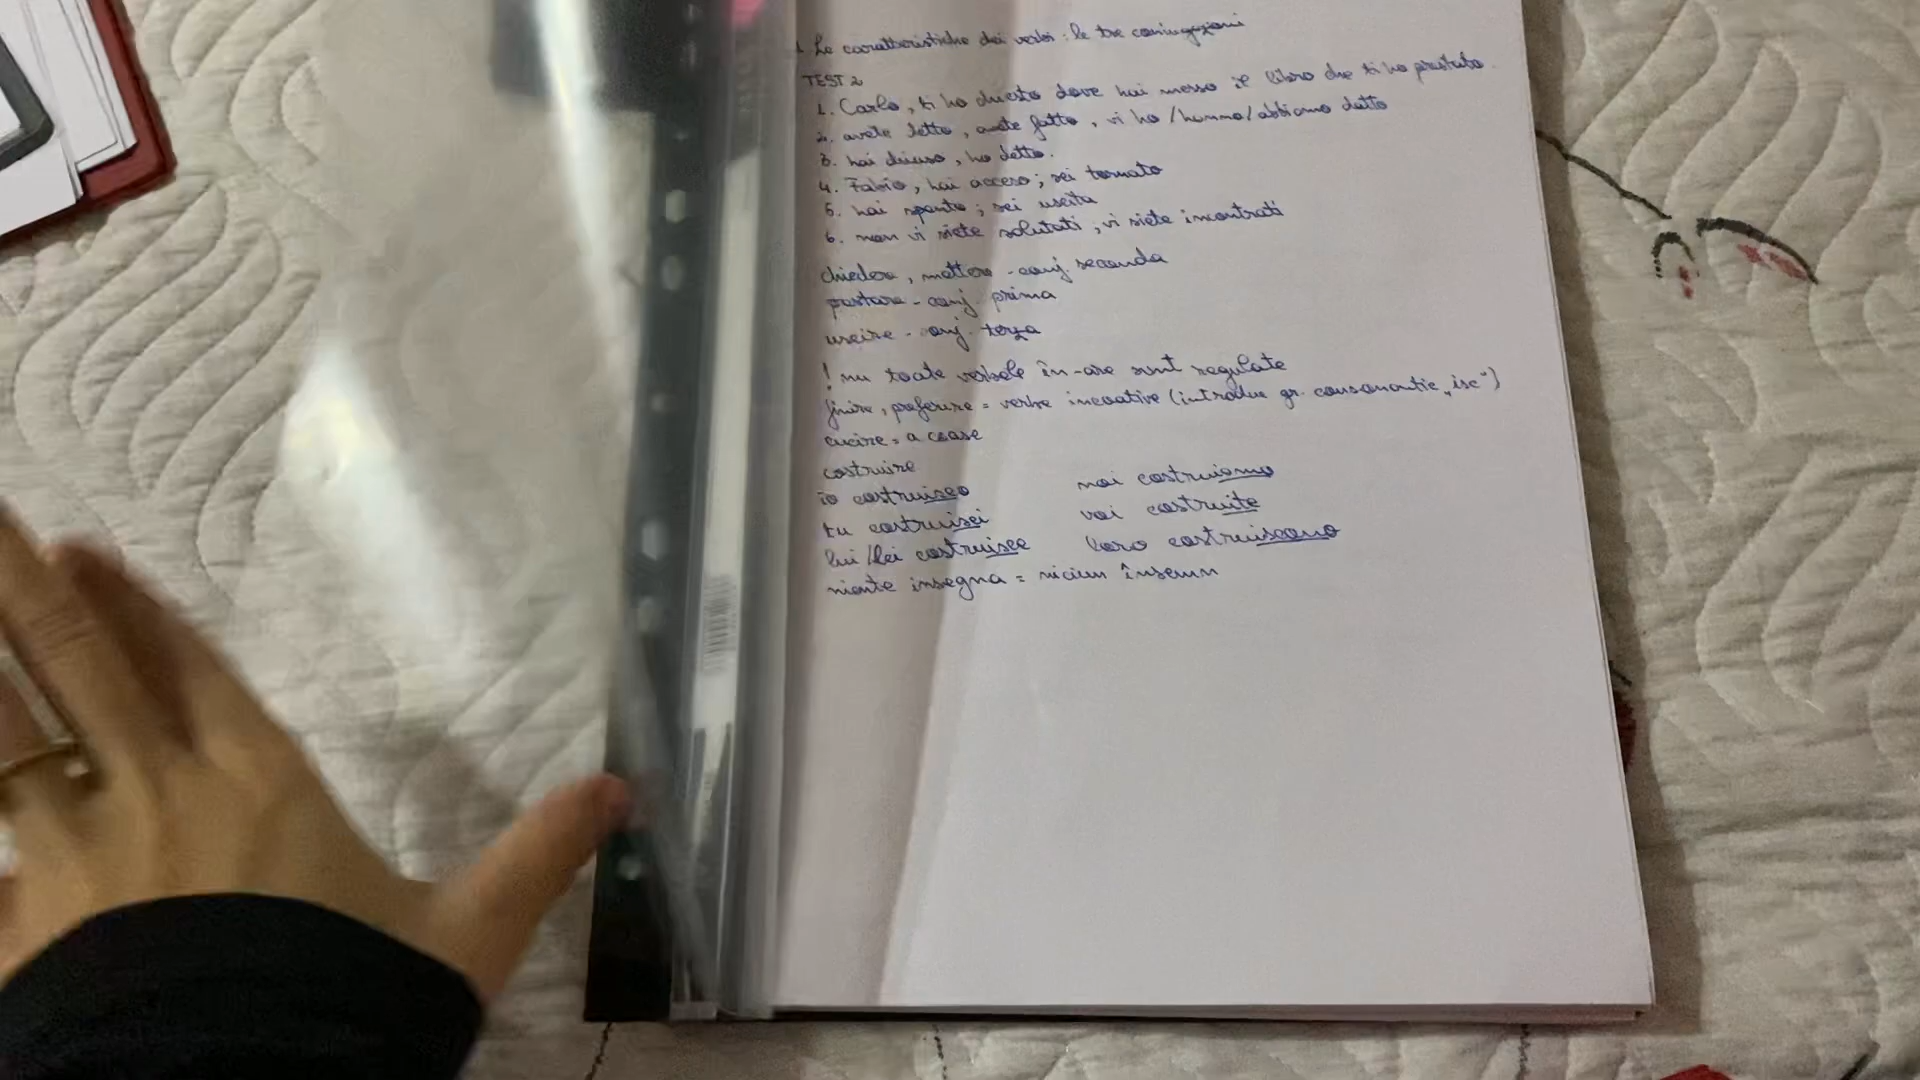 Le caratteristiche dei verbi: le tre coniugazioni
TEST 2
1. Carlo, ti ho chiesto dove hai messo il libro che ti ho prestato.
2. avete letto, avete fatto, vi ho /hanno/abbiamo detto
3. hai chiuso, ho detto.
4. Fabio, hai acceso; sei tornato
5. hai spento; sei uscita
6. non vi siete salutati, vi siete incontrati
chiedere, mettere - conj. seconda
portare - conj. prima
uscire - conj. terza
! nu toate verbele în -are sunt regulate
finire, preferire = verbe incoative (introduc gr. consonantic „isc")
cucire = a coase
costruire
io costruisco noi costruiamo
tu costruisci voi costruite
lui/lei costruisce loro costruiscono
niente insegna = niciun însemn